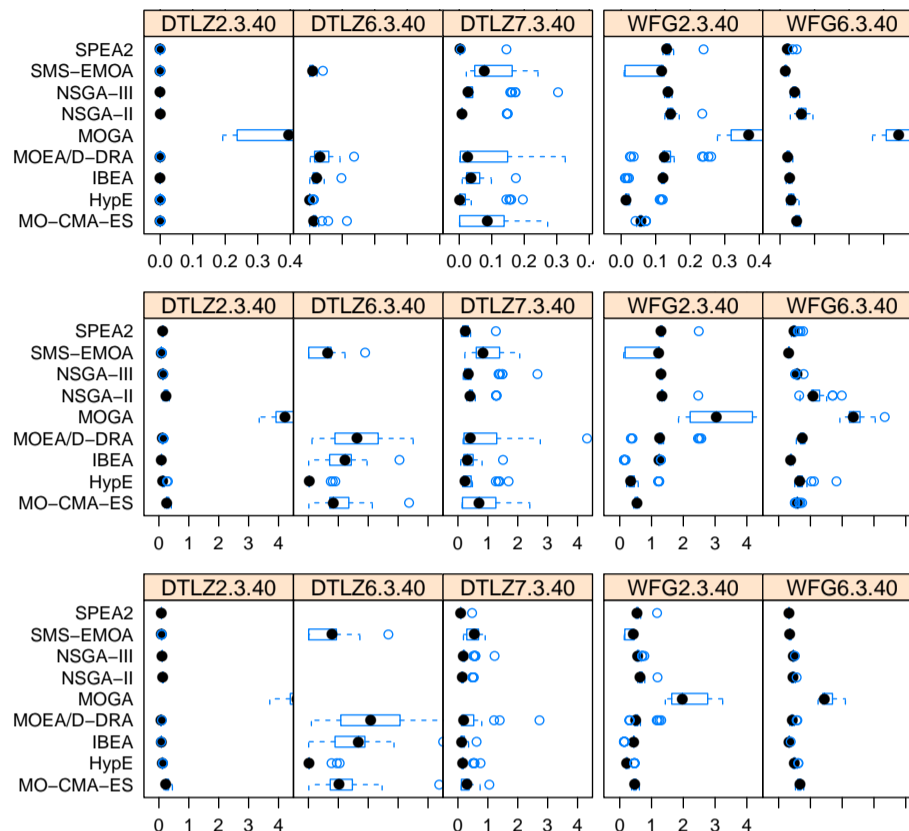 DTLZ2.3.40 DTLZ6.3.40 DTLZ7.3.40 WFG2.3.40 WFG6.3.40
SPEA2
SMS−EMOA
NSGA−III
NSGA−II
MOGA
MOEA/D−DRA
IBEA
HypE
MO−CMA−ES
0.0 0.1 0.2 0.3 0.4 0.0 0.1 0.2 0.3 0.4 0.0 0.1 0.2 0.3 0.4
DTLZ2.3.40 DTLZ6.3.40 DTLZ7.3.40 WFG2.3.40 WFG6.3.40
SPEA2
SMS−EMOA
NSGA−III
NSGA−II
MOGA
MOEA/D−DRA
IBEA
HypE
MO−CMA−ES
0 1 2 3 4 0 1 2 3 4 0 1 2 3 4
DTLZ2.3.40 DTLZ6.3.40 DTLZ7.3.40 WFG2.3.40 WFG6.3.40
SPEA2
SMS−EMOA
NSGA−III
NSGA−II
MOGA
MOEA/D−DRA
IBEA
HypE
MO−CMA−ES
0 1 2 3 4 0 1 2 3 4 0 1 2 3 4